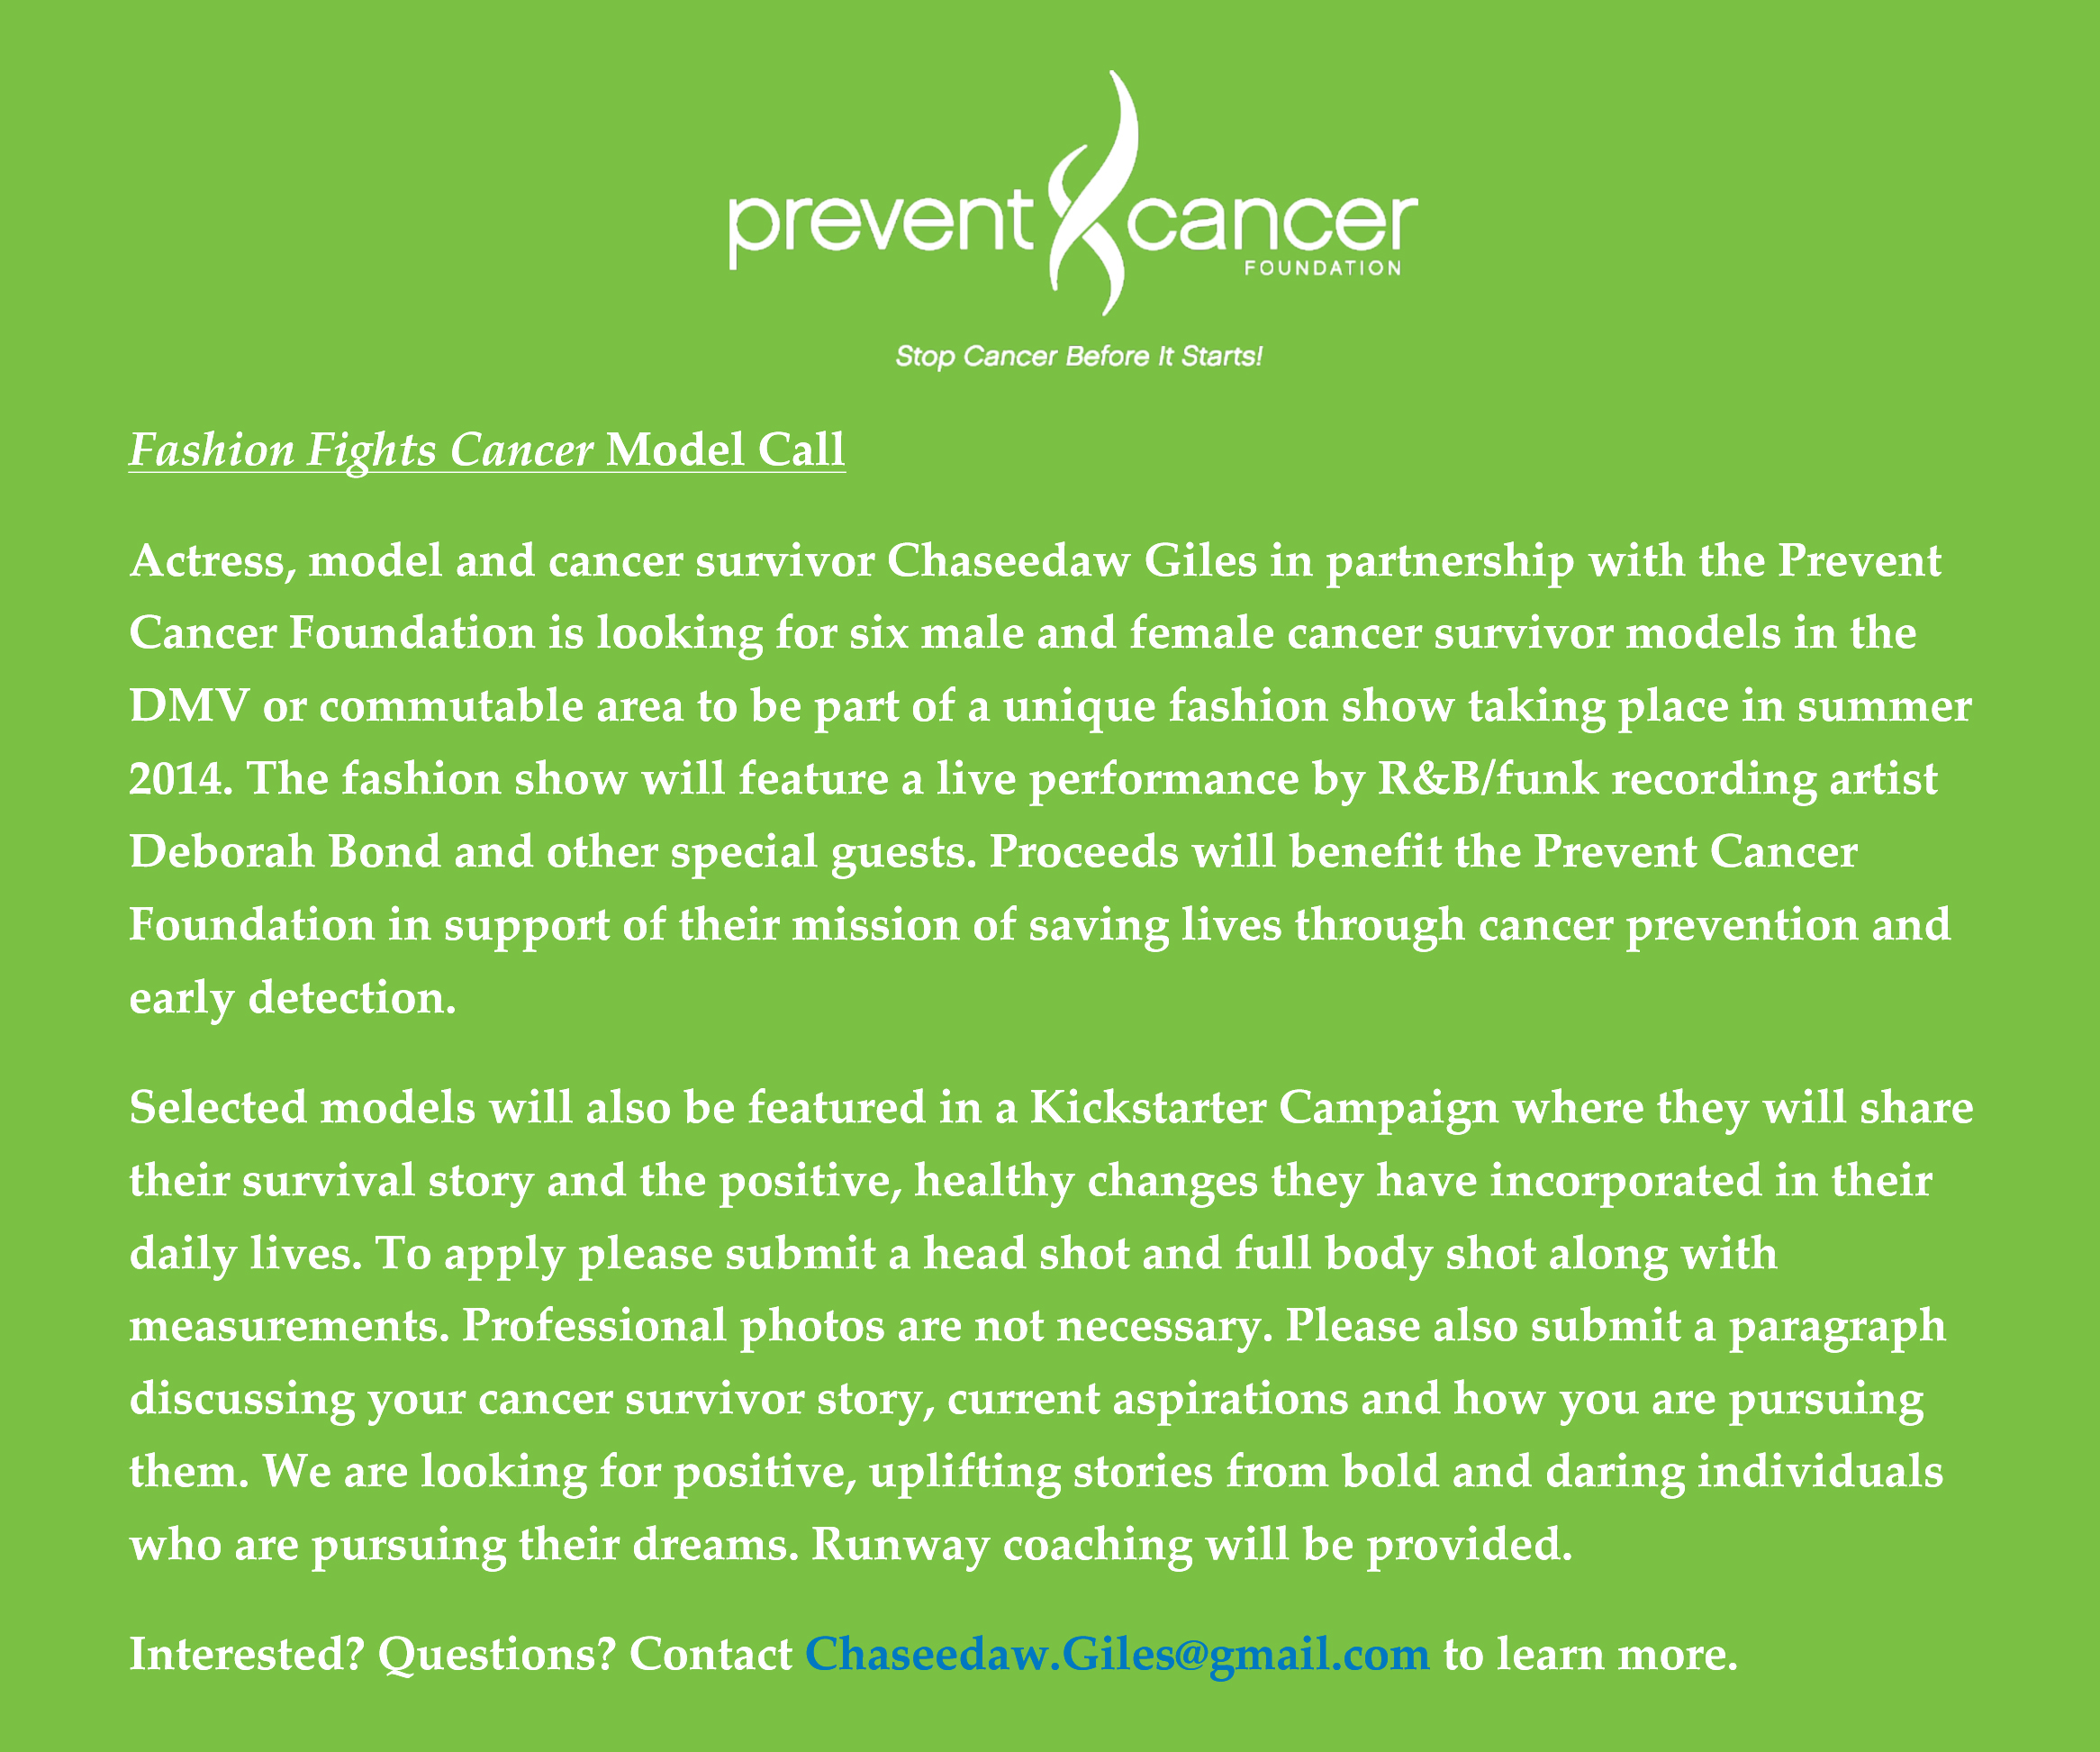 prevent cancer
FOUNDATION
Stop Cancer Before It Starts!
Fashion Fights Cancer Model Call
Actress, model and cancer survivor Chaseedaw Giles in partnership with the Prevent
Cancer Foundation is looking for six male and female cancer survivor models in the
DMV or commutable area to be part of a unique fashion show taking place in summer
2014. The fashion show will feature a live performance by R&B/funk recording artist
Deborah Bond and other special guests. Proceeds will benefit the Prevent Cancer
Foundation in support of their mission of saving lives through cancer prevention and
early detection.
Selected models will also be featured in a Kickstarter Campaign where they will share
their survival story and the positive, healthy changes they have incorporated in their
daily lives. To apply please submit a head shot and full body shot along with
measurements. Professional photos are not necessary. Please also submit a paragraph
discussing your cancer survivor story, current aspirations and how you are pursuing
them. We are looking for positive, uplifting stories from bold and daring individuals
who are pursuing their dreams. Runway coaching will be provided.
Interested? Questions? Contact Chaseedaw.Giles@gmail.com to learn more.